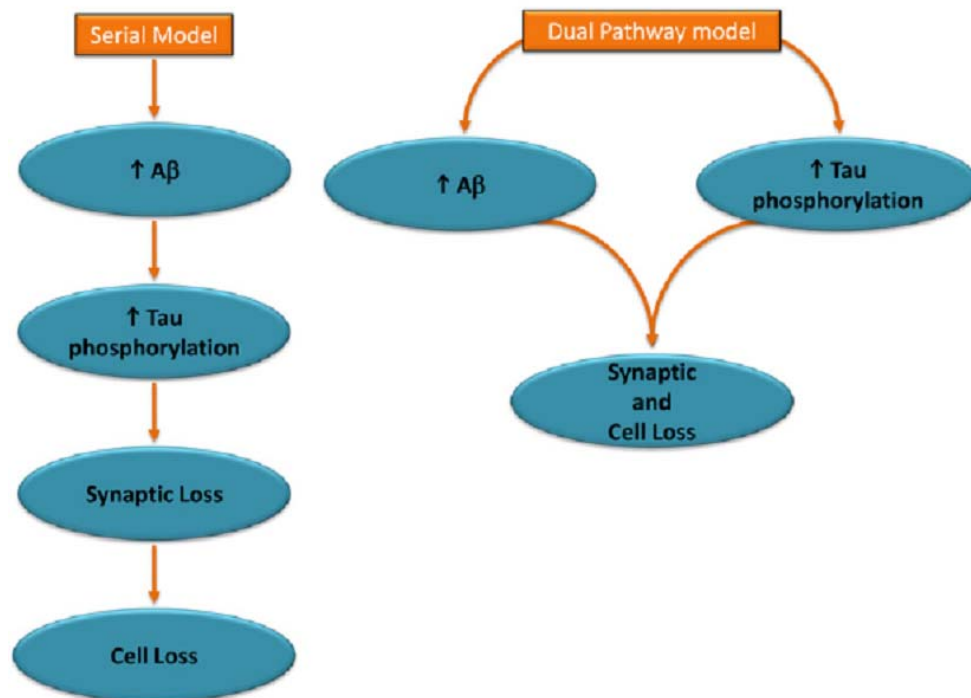 Serial Model
↑ Aβ
↑ Tau
phosphorylation
Synaptic Loss
Cell Loss
Dual Pathway model
↑ Aβ
↑ Tau
phosphorylation
Synaptic
and
Cell Loss